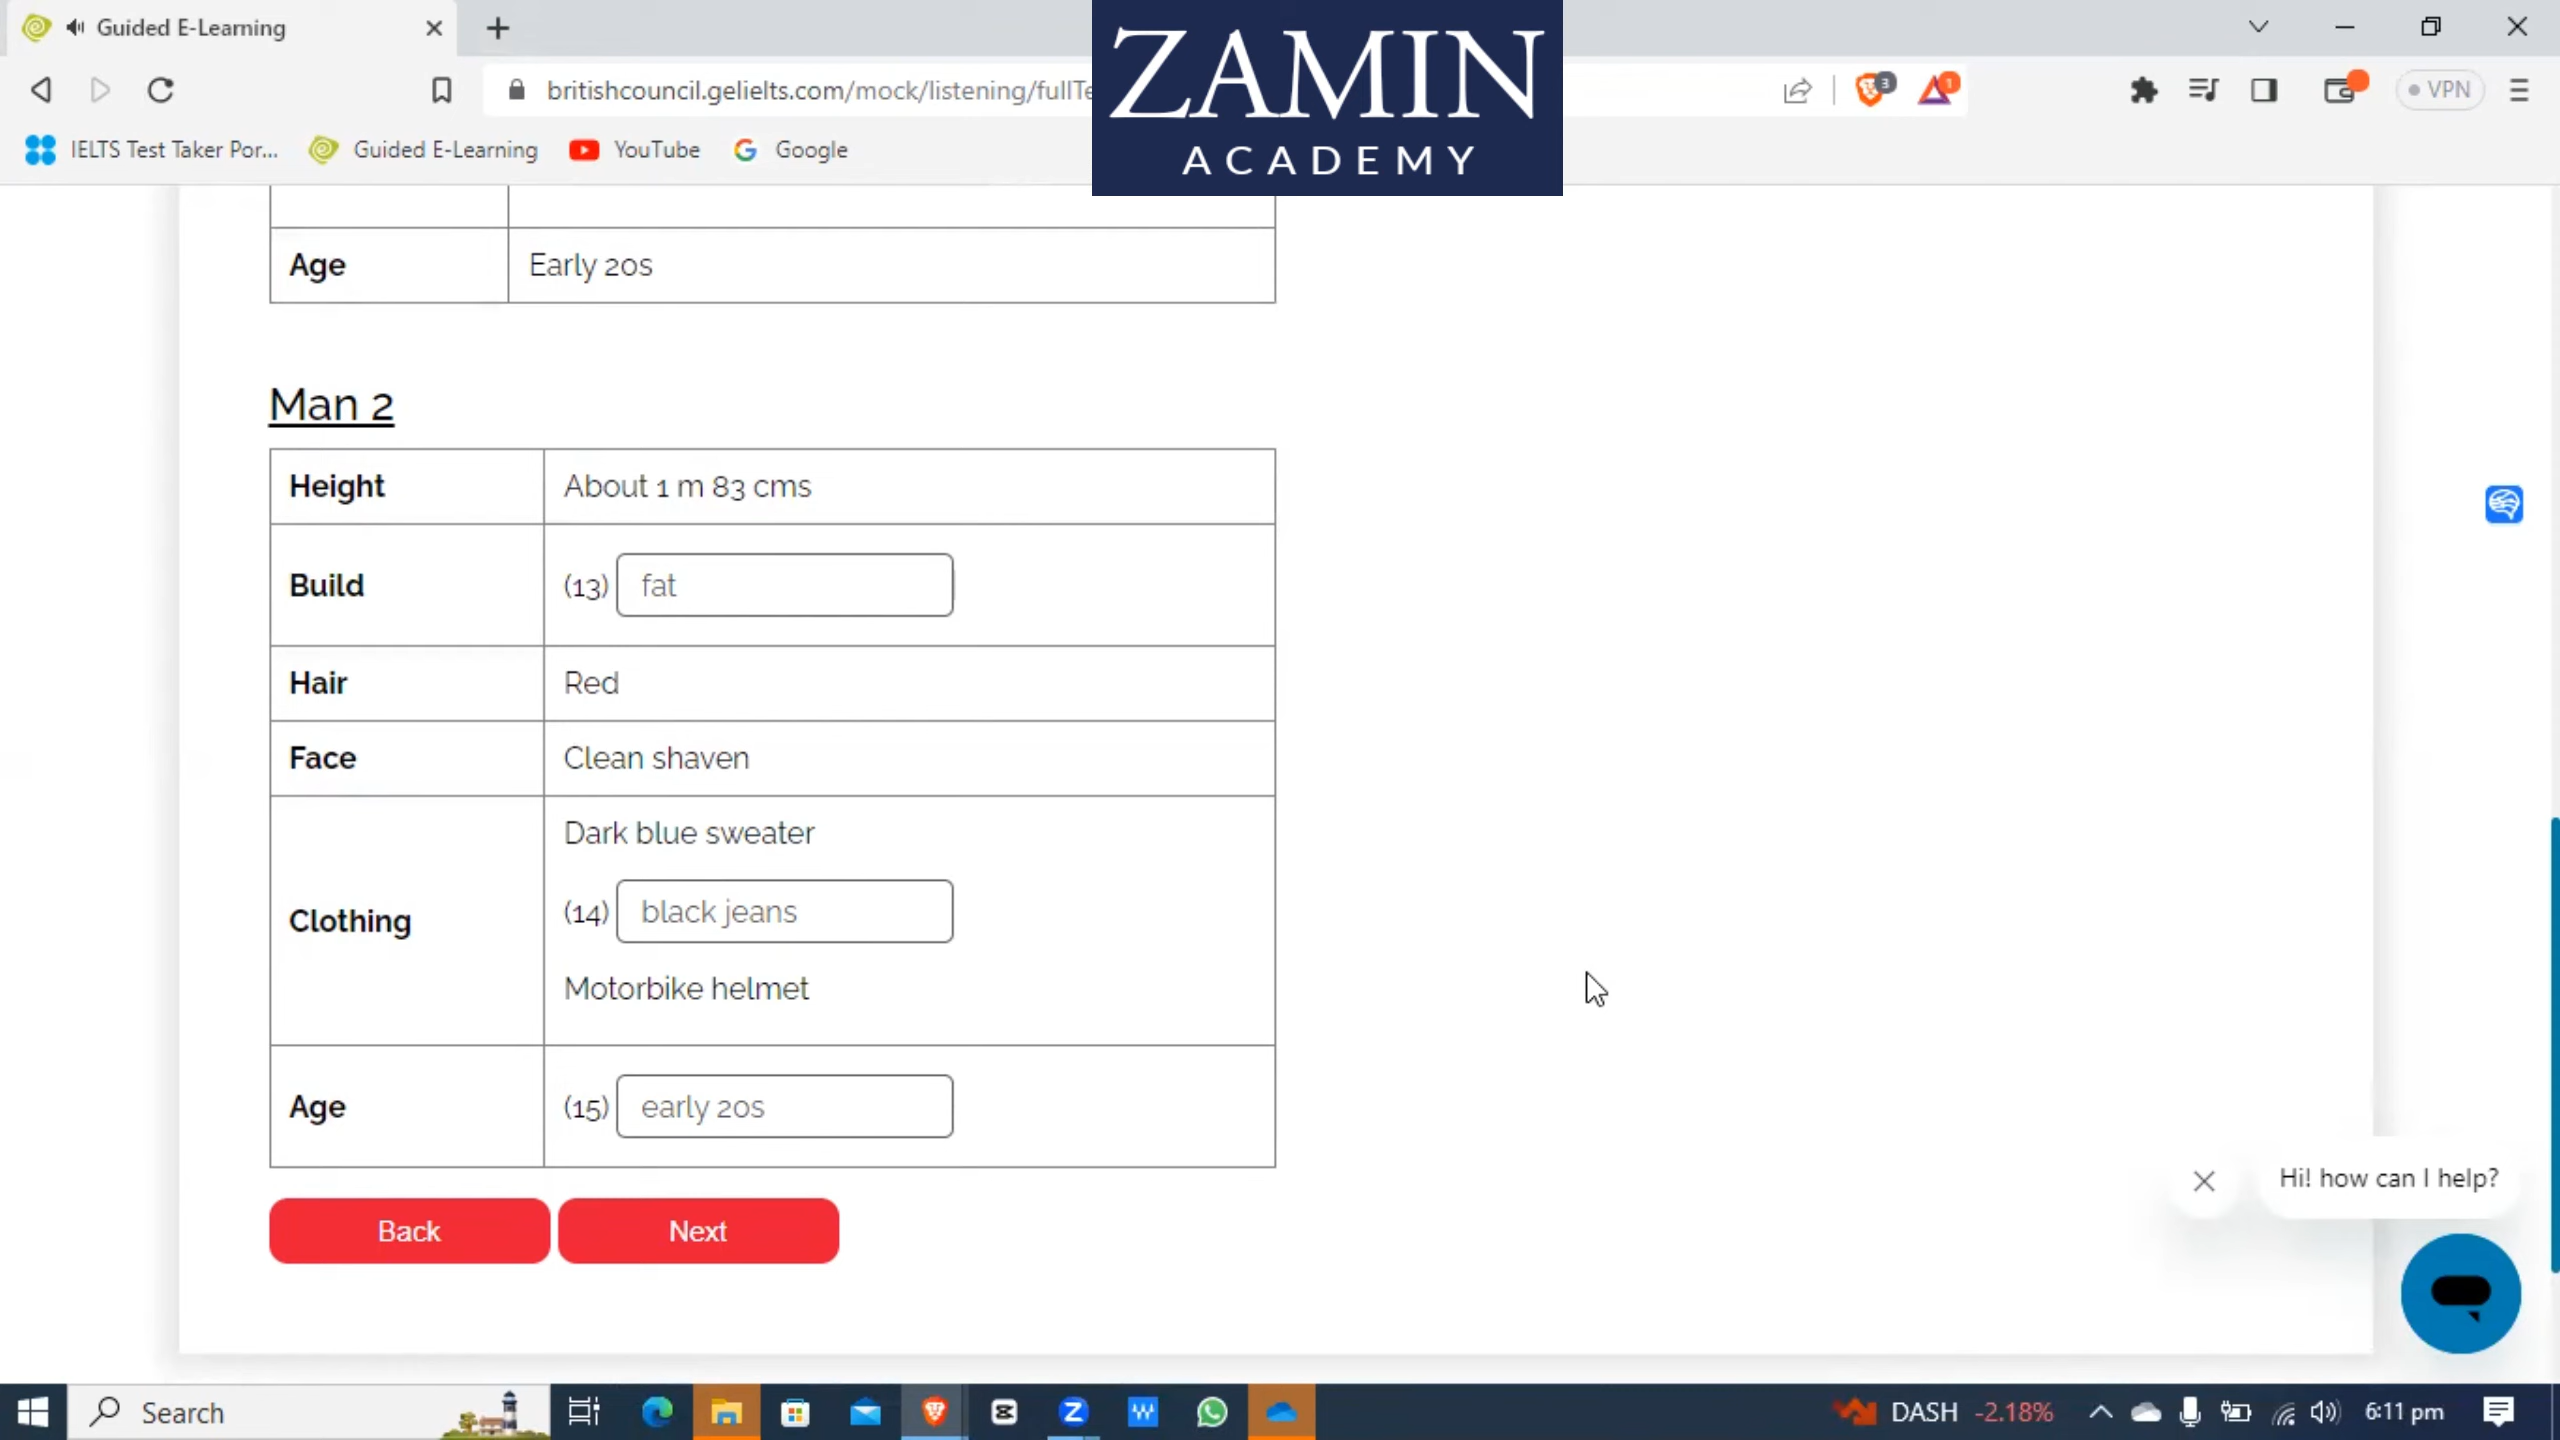 Guided E-Learning
ZAMIN
ACADEMY
britishcouncil.gelielts.com/mock/listening/fullTe
3
1
VPN
IELTS Test Taker Por...
Guided E-Learning
YouTube
Google
Age
Early 20s
Man 2
Height
About 1 m 83 cms
Build
(13) fat
Hair
Red
Face
Clean shaven
Clothing
Dark blue sweater
(14) black jeans
Motorbike helmet
Age
(15) early 20s
Back
Next
Hi! how can I help?
Search
DASH -2.18%
6:11 pm